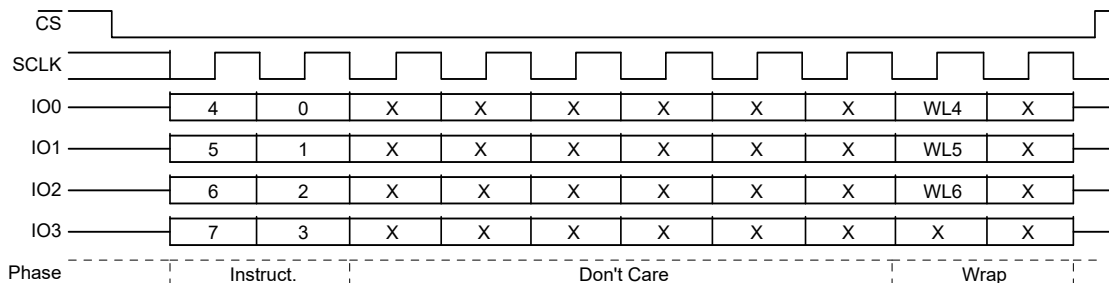 CS
SCLK
IO0 4 0 X X X X X X WL4 X
IO1 5 1 X X X X X X WL5 X
IO2 6 2 X X X X X X WL6 X
IO3 7 3 X X X X X X X X
Phase Instruct. Don't Care Wrap